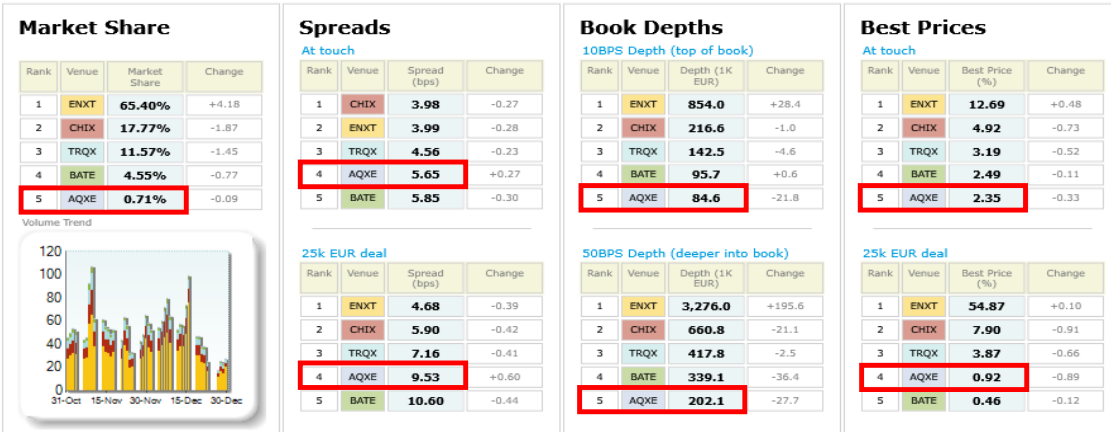 Market Share
Rank Venue Market Share Change
1 ENXT 65.40% +4.18
2 CHIX 17.77% -1.87
3 TRQX 11.57% -1.45
4 BATE 4.55% -0.77
5 AQXE 0.71% -0.09
Volume Trend
120
100
80
60
40
20
0
31-Oct 15-Nov 30-Nov 15-Dec 30-Dec
Spreads
At touch
Rank Venue Spread (bps) Change
1 CHIX 3.98 -0.27
2 ENXT 3.99 -0.28
3 TRQX 4.56 -0.23
4 AQXE 5.65 +0.27
5 BATE 5.85 -0.30
25k EUR deal
Rank Venue Spread (bps) Change
1 ENXT 4.68 -0.39
2 CHIX 5.90 -0.42
3 TRQX 7.16 -0.41
4 AQXE 9.53 +0.60
5 BATE 10.60 -0.44
Book Depths
10BPS Depth (top of book)
Rank Venue Depth (1K EUR) Change
1 ENXT 854.0 +28.4
2 CHIX 216.6 -1.0
3 TRQX 142.5 -4.6
4 BATE 95.7 +0.6
5 AQXE 84.6 -21.8
50BPS Depth (deeper into book)
Rank Venue Depth (1K EUR) Change
1 ENXT 3,276.0 +195.6
2 CHIX 660.8 -21.1
3 TRQX 417.8 -2.5
4 BATE 339.1 -36.4
5 AQXE 202.1 -27.7
Best Prices
At touch
Rank Venue Best Price (%) Change
1 ENXT 12.69 +0.48
2 CHIX 4.92 -0.73
3 TRQX 3.19 -0.52
4 BATE 2.49 -0.11
5 AQXE 2.35 -0.33
25k EUR deal
Rank Venue Best Price (%) Change
1 ENXT 54.87 +0.10
2 CHIX 7.90 -0.91
3 TRQX 3.87 -0.66
4 AQXE 0.92 -0.89
5 BATE 0.46 -0.12